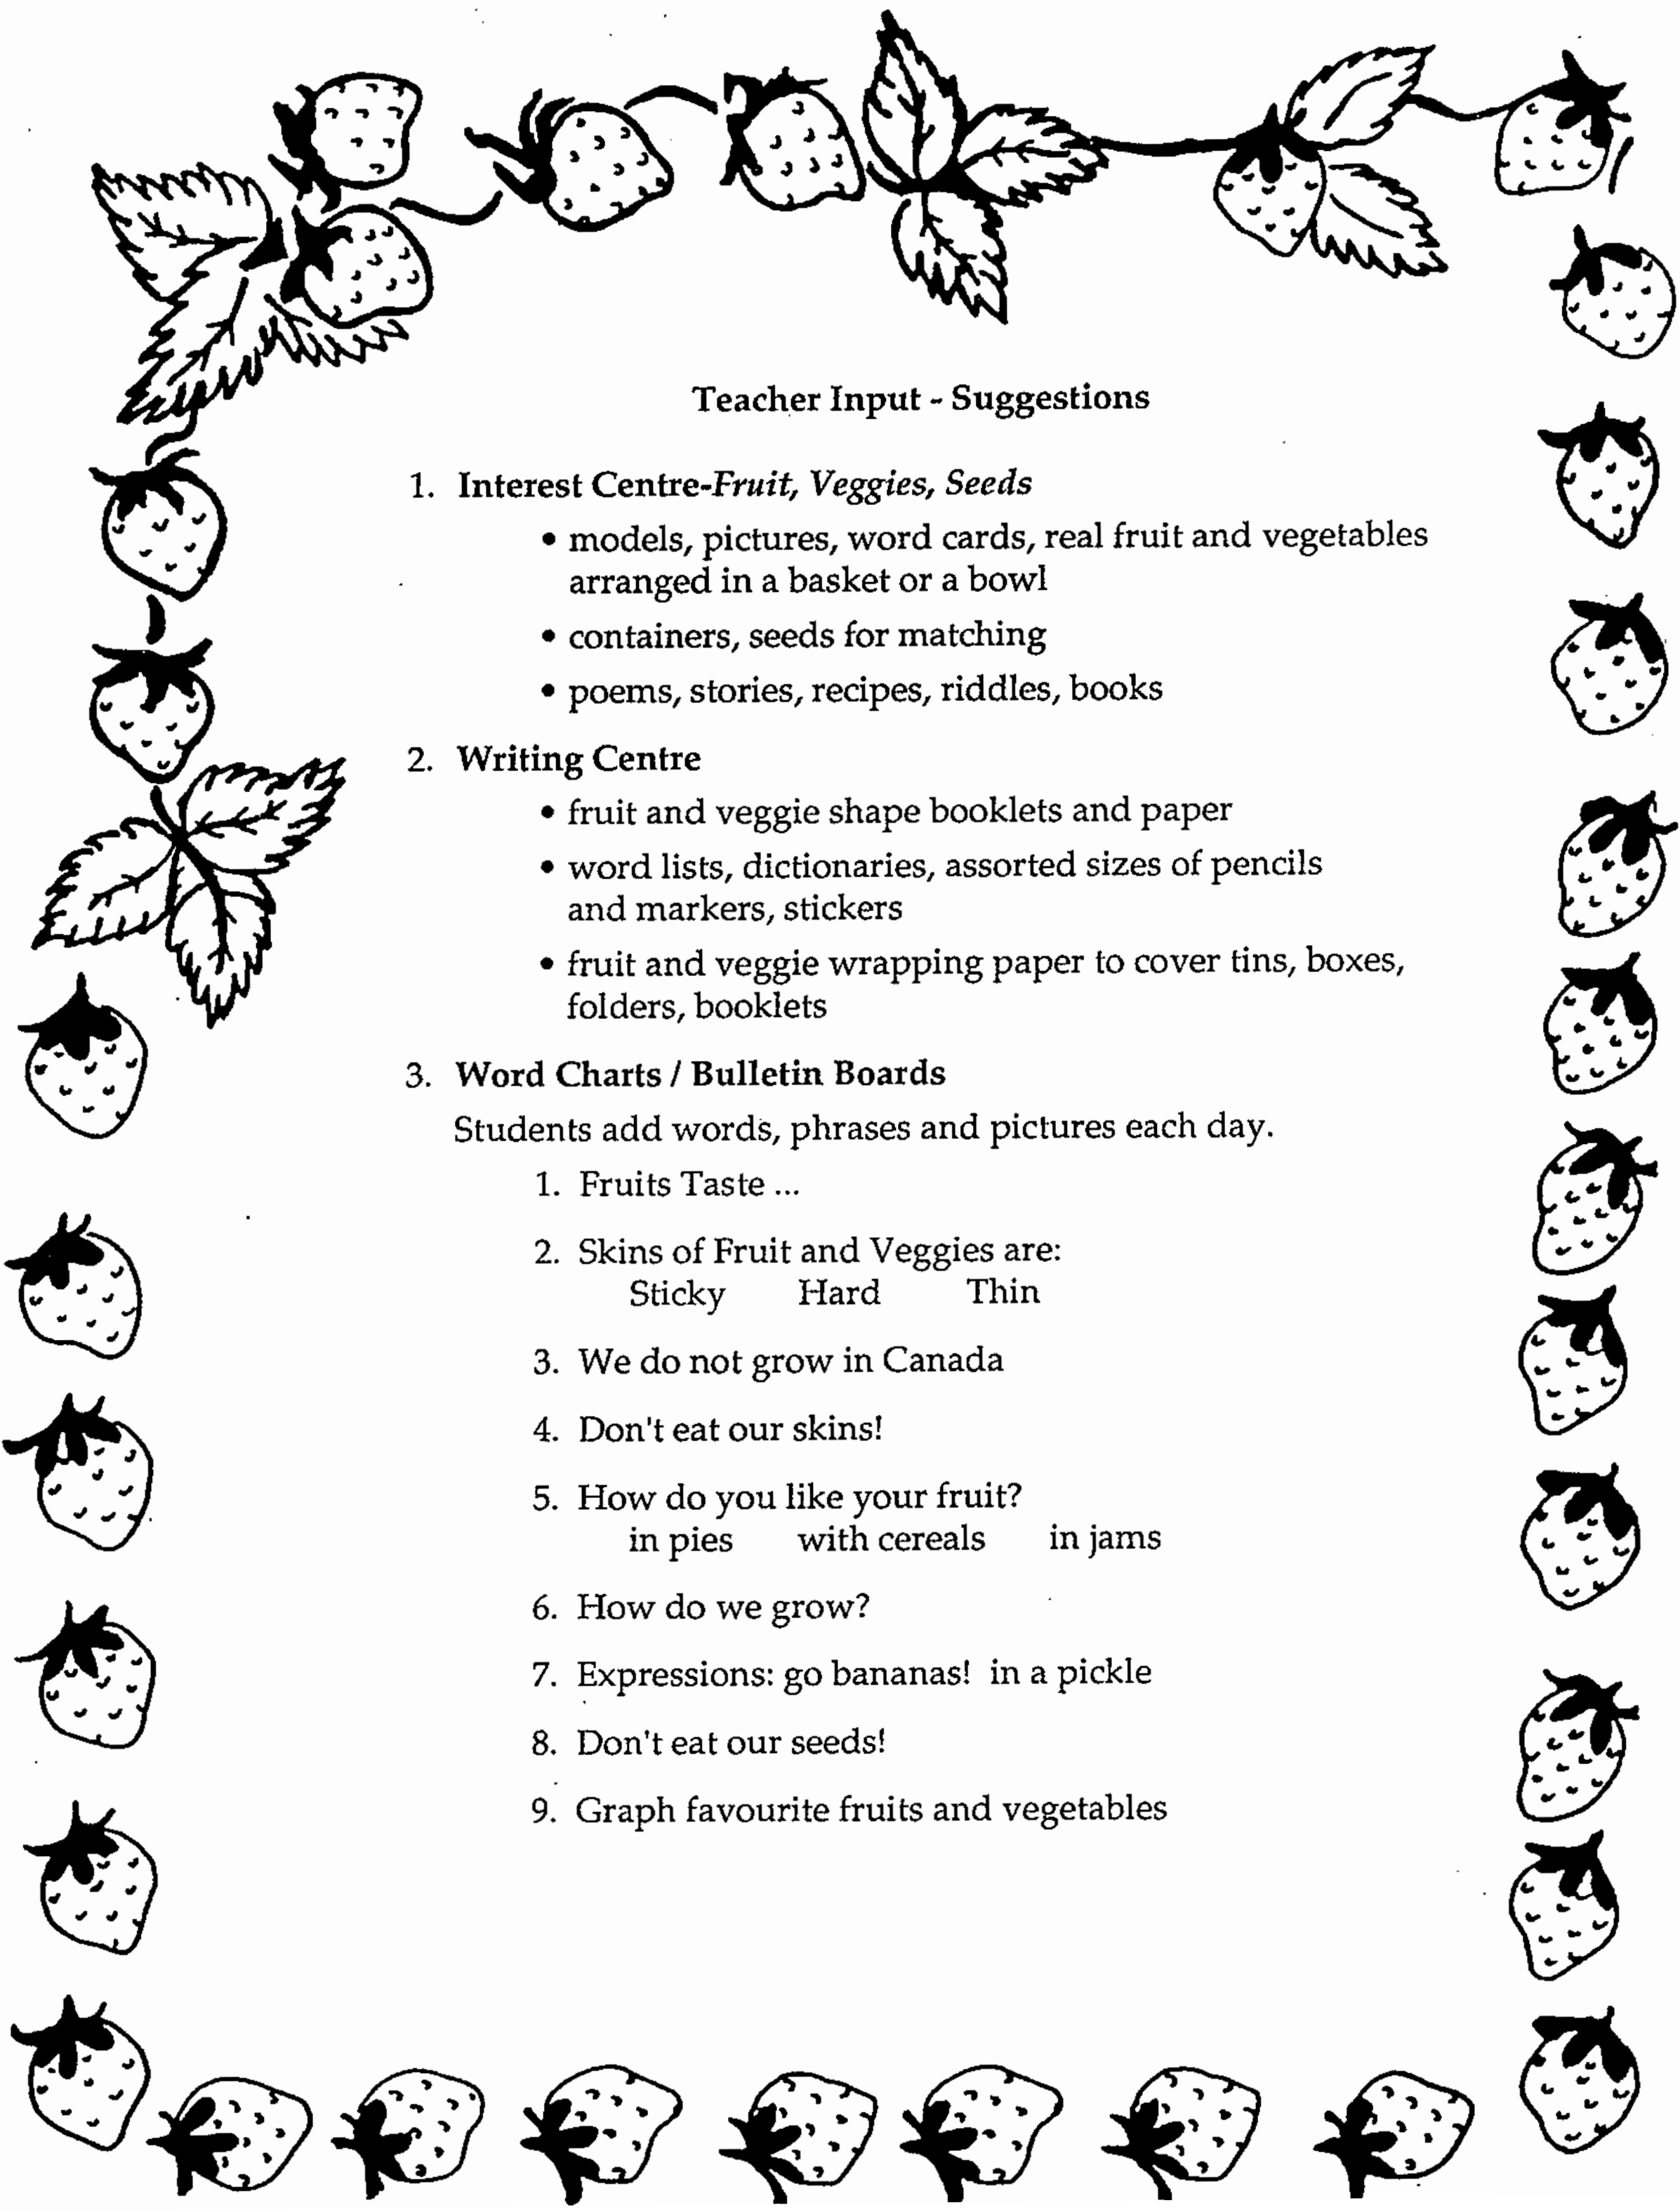 Teacher Input - Suggestions
1. Interest Centre-Fruit, Veggies, Seeds
• models, pictures, word cards, real fruit and vegetables
arranged in a basket or a bowl
• containers, seeds for matching
• poems, stories, recipes, riddles, books
2. Writing Centre
• fruit and veggie shape booklets and paper
• word lists, dictionaries, assorted sizes of pencils
and markers, stickers
• fruit and veggie wrapping paper to cover tins, boxes,
folders, booklets
3. Word Charts / Bulletin Boards
Students add words, phrases and pictures each day.
1. Fruits Taste ...
2. Skins of Fruit and Veggies are:
Sticky Hard Thin
3. We do not grow in Canada
4. Don't eat our skins!
5. How do you like your fruit?
in pies with cereals in jams
6. How do we grow?
7. Expressions: go bananas! in a pickle
8. Don't eat our seeds!
9. Graph favourite fruits and vegetables